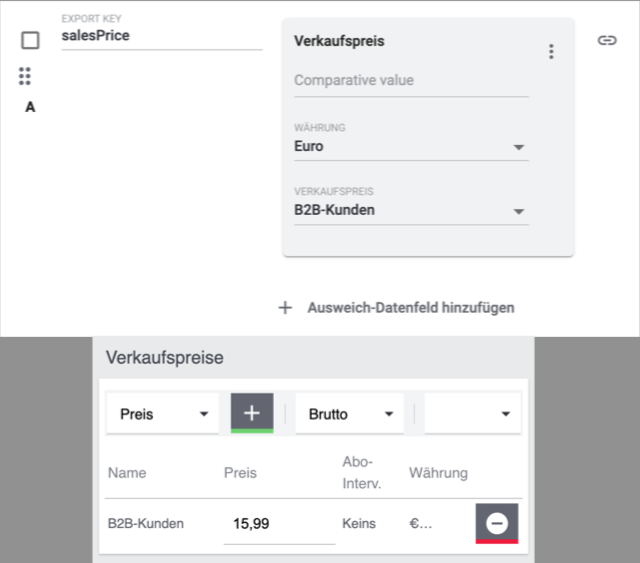 EXPORT KEY
salesPrice
A
Verkaufspreis
Comparative value
WÄHRUNG
Euro
VERKAUFSPREIS
B2B-Kunden
Ausweich-Datenfeld hinzufügen
Verkaufspreise
Preis
Brutto
Name Preis Abo-
Interv. Währung
B2B-Kunden 15,99 Keins €...